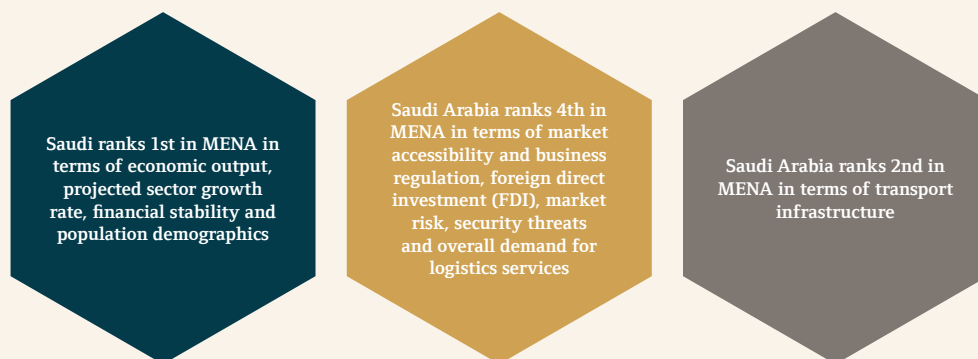 Saudi ranks 1st in MENA in
terms of economic output,
projected sector growth
rate, financial stability and
population demographics
Saudi Arabia ranks 4th in
MENA in terms of market
accessibility and business
regulation, foreign direct
investment (FDI), market
risk, security threats
and overall demand for
logistics services
Saudi Arabia ranks 2nd in
MENA in terms of transport
infrastructure